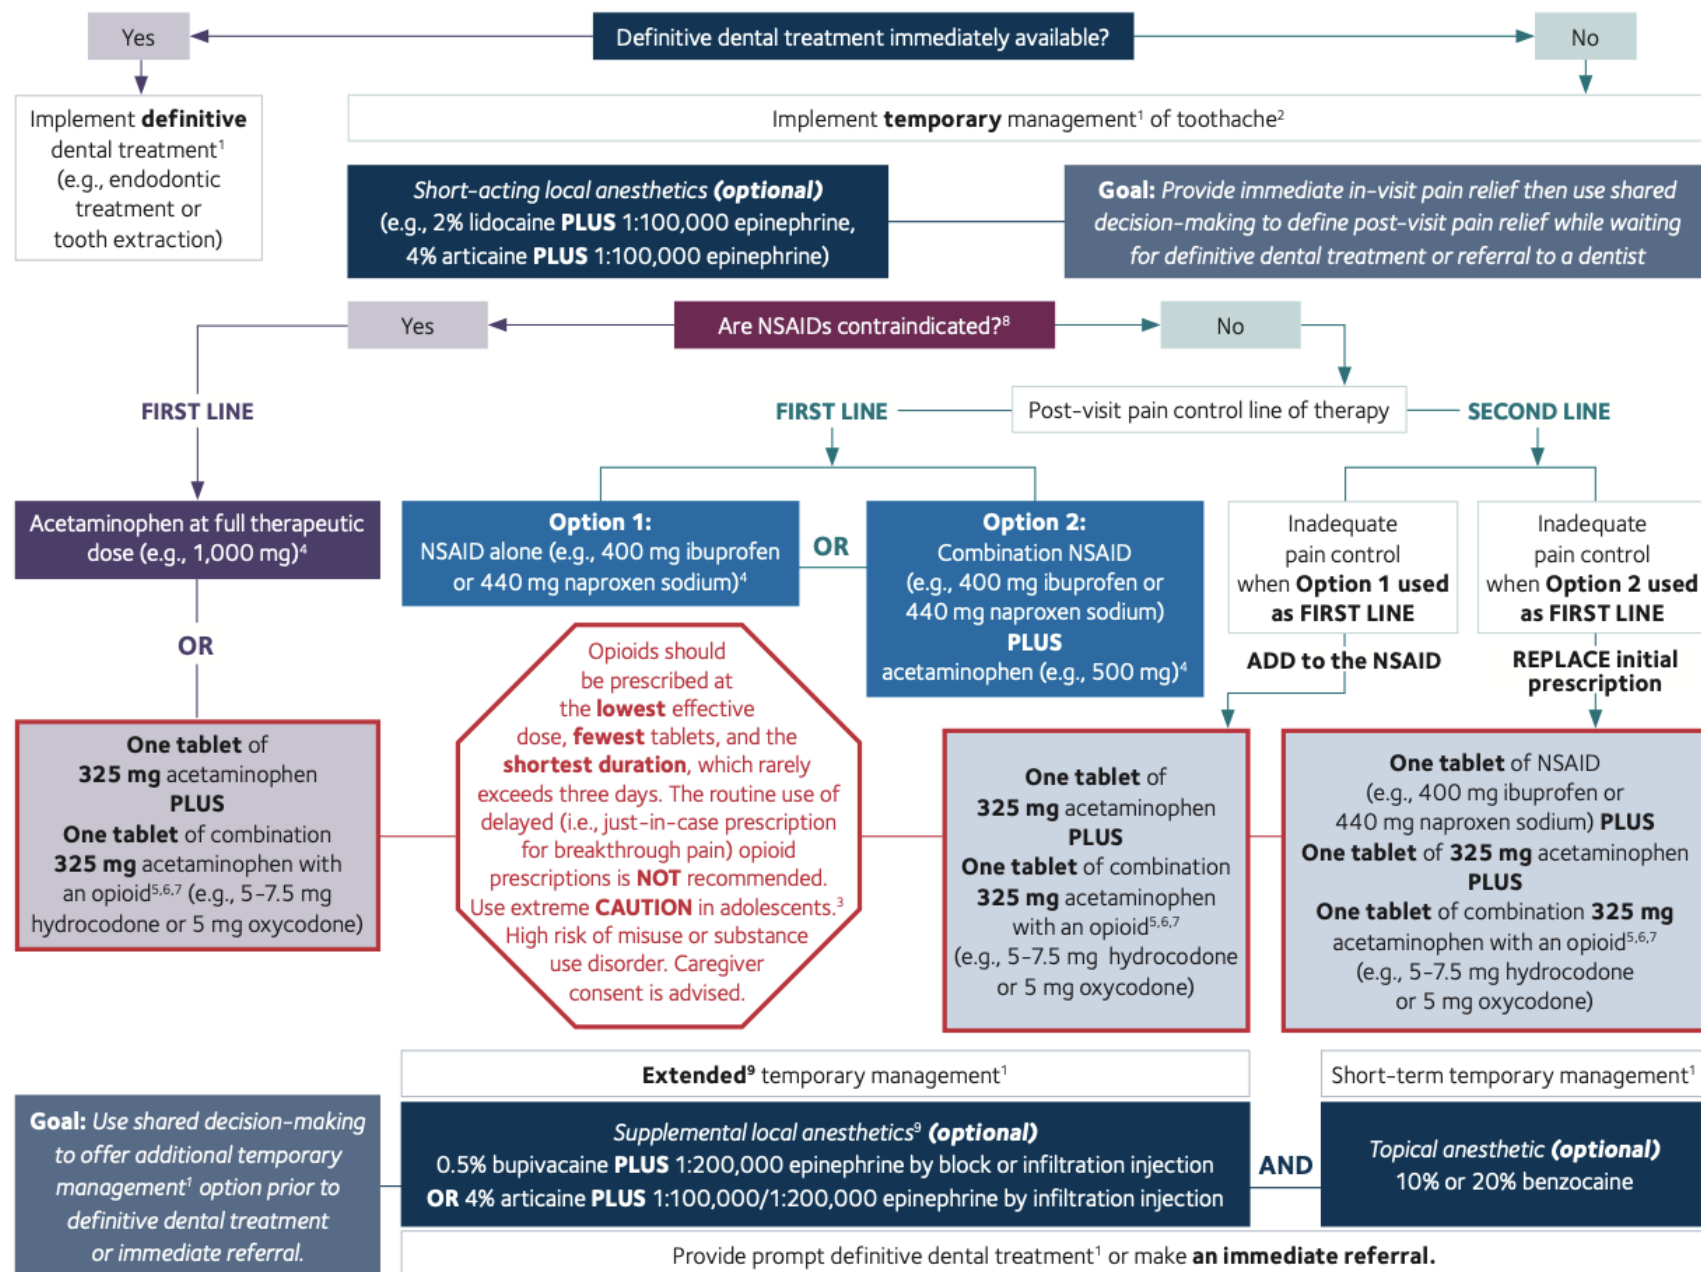 Yes
Definitive dental treatment immediately available?
No
Implement definitive
dental treatment¹
(e.g., endodontic
treatment or
tooth extraction)
Implement temporary management¹ of toothache²
Short-acting local anesthetics (optional)
(e.g., 2% lidocaine PLUS 1:100,000 epinephrine,
4% articaine PLUS 1:100,000 epinephrine)
Goal: Provide immediate in-visit pain relief then use shared
decision-making to define post-visit pain relief while waiting
for definitive dental treatment or referral to a dentist
Yes
Are NSAIDs contraindicated?⁸
No
FIRST LINE
FIRST LINE
Post-visit pain control line of therapy
SECOND LINE
Acetaminophen at full therapeutic
dose (e.g., 1,000 mg)⁴
OR
One tablet of
325 mg acetaminophen
PLUS
One tablet of combination
325 mg acetaminophen with
an opioid⁵,⁶,⁷ (e.g., 5-7.5 mg
hydrocodone or 5 mg oxycodone)
Option 1:
NSAID alone (e.g., 400 mg ibuprofen
or 440 mg naproxen sodium)⁴
OR
Option 2:
Combination NSAID
(e.g., 400 mg ibuprofen or
440 mg naproxen sodium)
PLUS
acetaminophen (e.g., 500 mg)⁴
Inadequate
pain control
when Option 1 used
as FIRST LINE
ADD to the NSAID
Inadequate
pain control
when Option 2 used
as FIRST LINE
REPLACE initial
prescription
Opioids should
be prescribed at
the lowest effective
dose, fewest tablets, and the
shortest duration, which rarely
exceeds three days. The routine use of
delayed (i.e., just-in-case prescription
for breakthrough pain) opioid
prescriptions is NOT recommended.
Use extreme CAUTION in adolescents.³
High risk of misuse or substance
use disorder. Caregiver
consent is advised.
One tablet of
325 mg acetaminophen
PLUS
One tablet of combination
325 mg acetaminophen
with an opioid⁵,⁶,⁷
(e.g., 5-7.5 mg hydrocodone
or 5 mg oxycodone)
One tablet of NSAID
(e.g., 400 mg ibuprofen or
440 mg naproxen sodium) PLUS
One tablet of 325 mg acetaminophen
PLUS
One tablet of combination 325 mg
acetaminophen with an opioid⁵,⁶,⁷
(e.g., 5-7.5 mg hydrocodone
or 5 mg oxycodone)
Goal: Use shared decision-making
to offer additional temporary
management¹ option prior to
definitive dental treatment
or immediate referral.
Extended⁹ temporary management¹
Supplemental local anesthetics⁹ (optional)
0.5% bupivacaine PLUS 1:200,000 epinephrine by block or infiltration injection
OR 4% articaine PLUS 1:100,000/1:200,000 epinephrine by infiltration injection
AND
Short-term temporary management¹
Topical anesthetic (optional)
10% or 20% benzocaine
Provide prompt definitive dental treatment¹ or make an immediate referral.